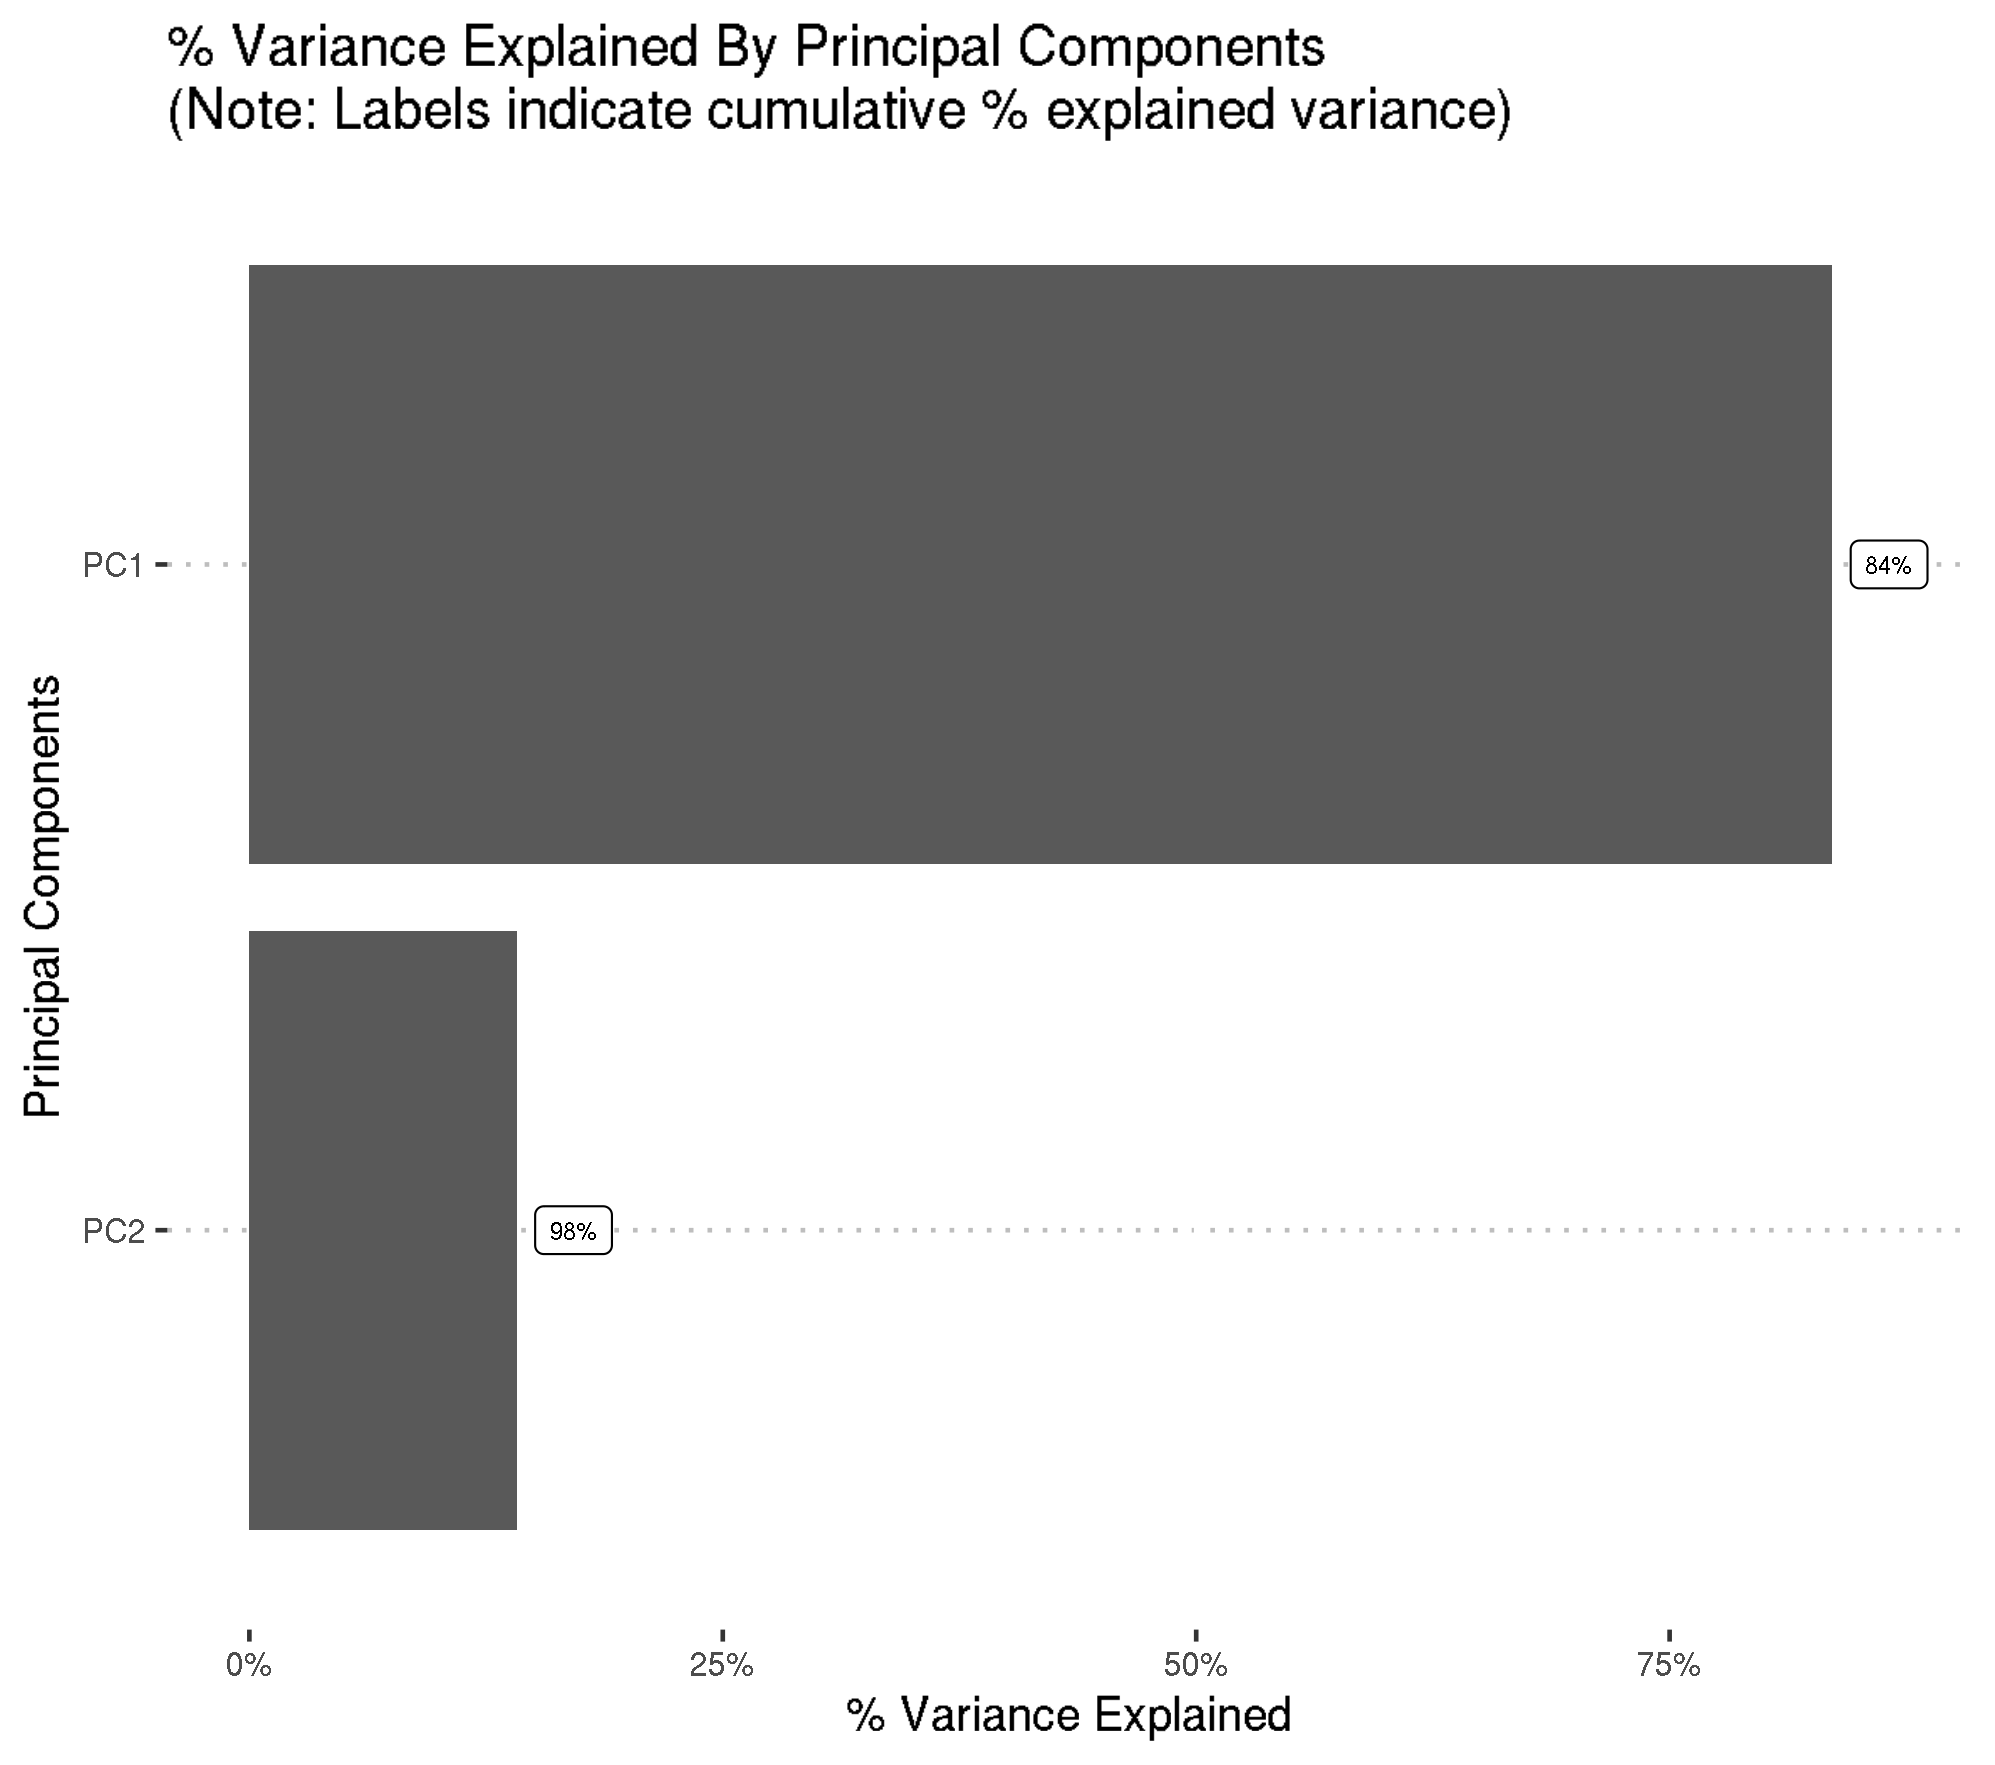 % Variance Explained By Principal Components
(Note: Labels indicate cumulative % explained variance)
PC1
84%
Principal Components
PC2
98%
0%
25%
50%
75%
% Variance Explained